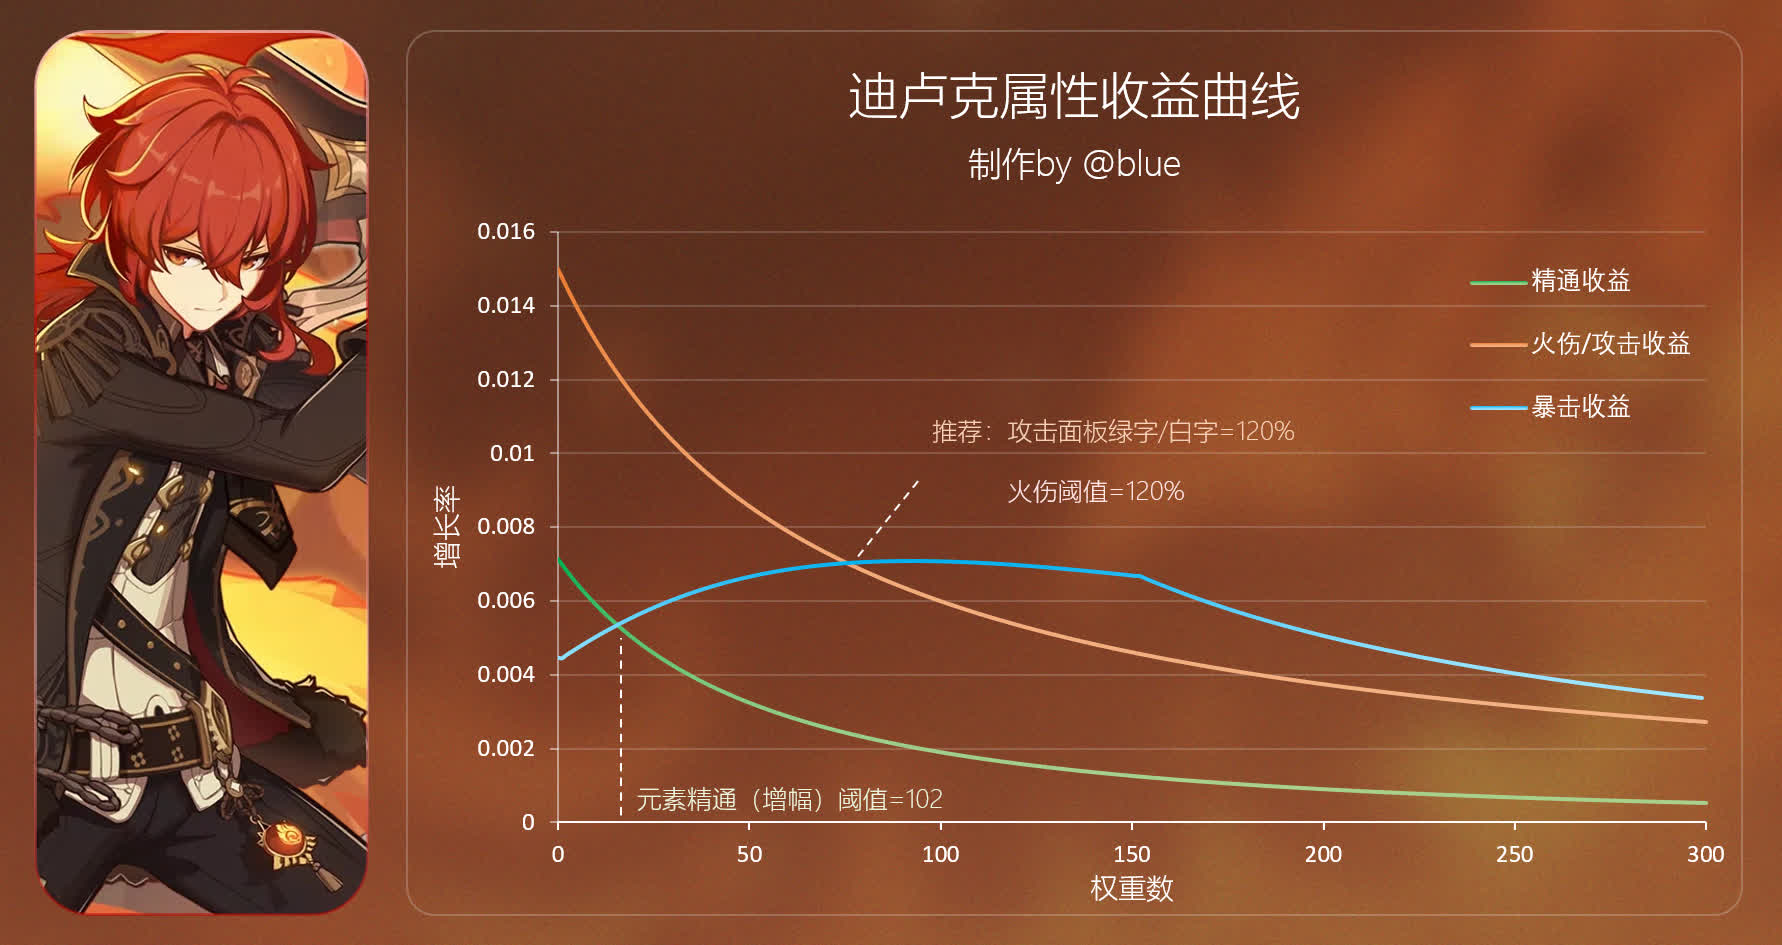 迪卢克属性收益曲线
制作by @blue
0.016
0.014
0.012
0.01
0.008
0.006
0.004
0.002
0
增长率
精通收益
火伤/攻击收益
暴击收益
推荐：攻击面板绿字/白字=120%
火伤阈值=120%
元素精通（增幅）阈值=102
0 50 100 150 200 250 300
权重数